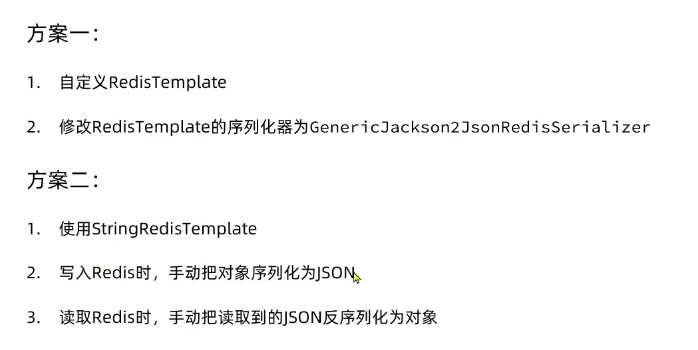 方案一：
1. 自定义RedisTemplate
2. 修改RedisTemplate的序列化器为GenericJackson2JsonRedisSerializer
方案二：
1. 使用StringRedisTemplate
2. 写入Redis时，手动把对象序列化为JSON
3. 读取Redis时，手动把读取到的JSON反序列化为对象